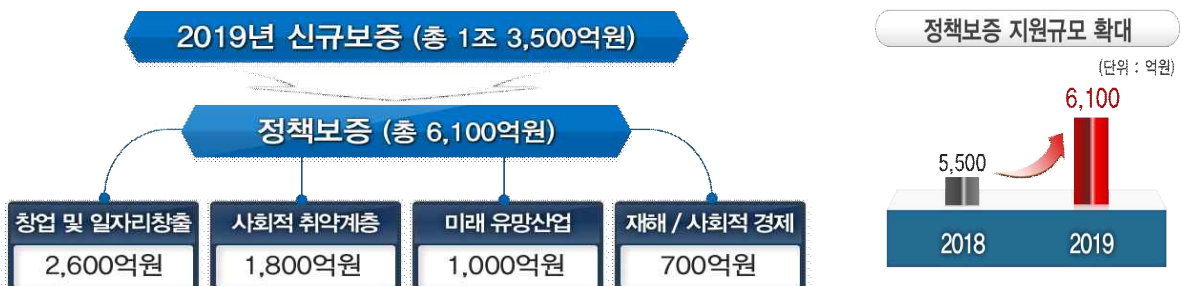 2019년 신규보증 (총 1조 3,500억원)
정책보증 (총 6,100억원)
창업 및 일자리창출
2,600억원
사회적 취약계층
1,800억원
미래 유망산업
1,000억원
재해 / 사회적 경제
700억원
정책보증 지원규모 확대
(단위 : 억원)
6,100
5,500
2018
2019